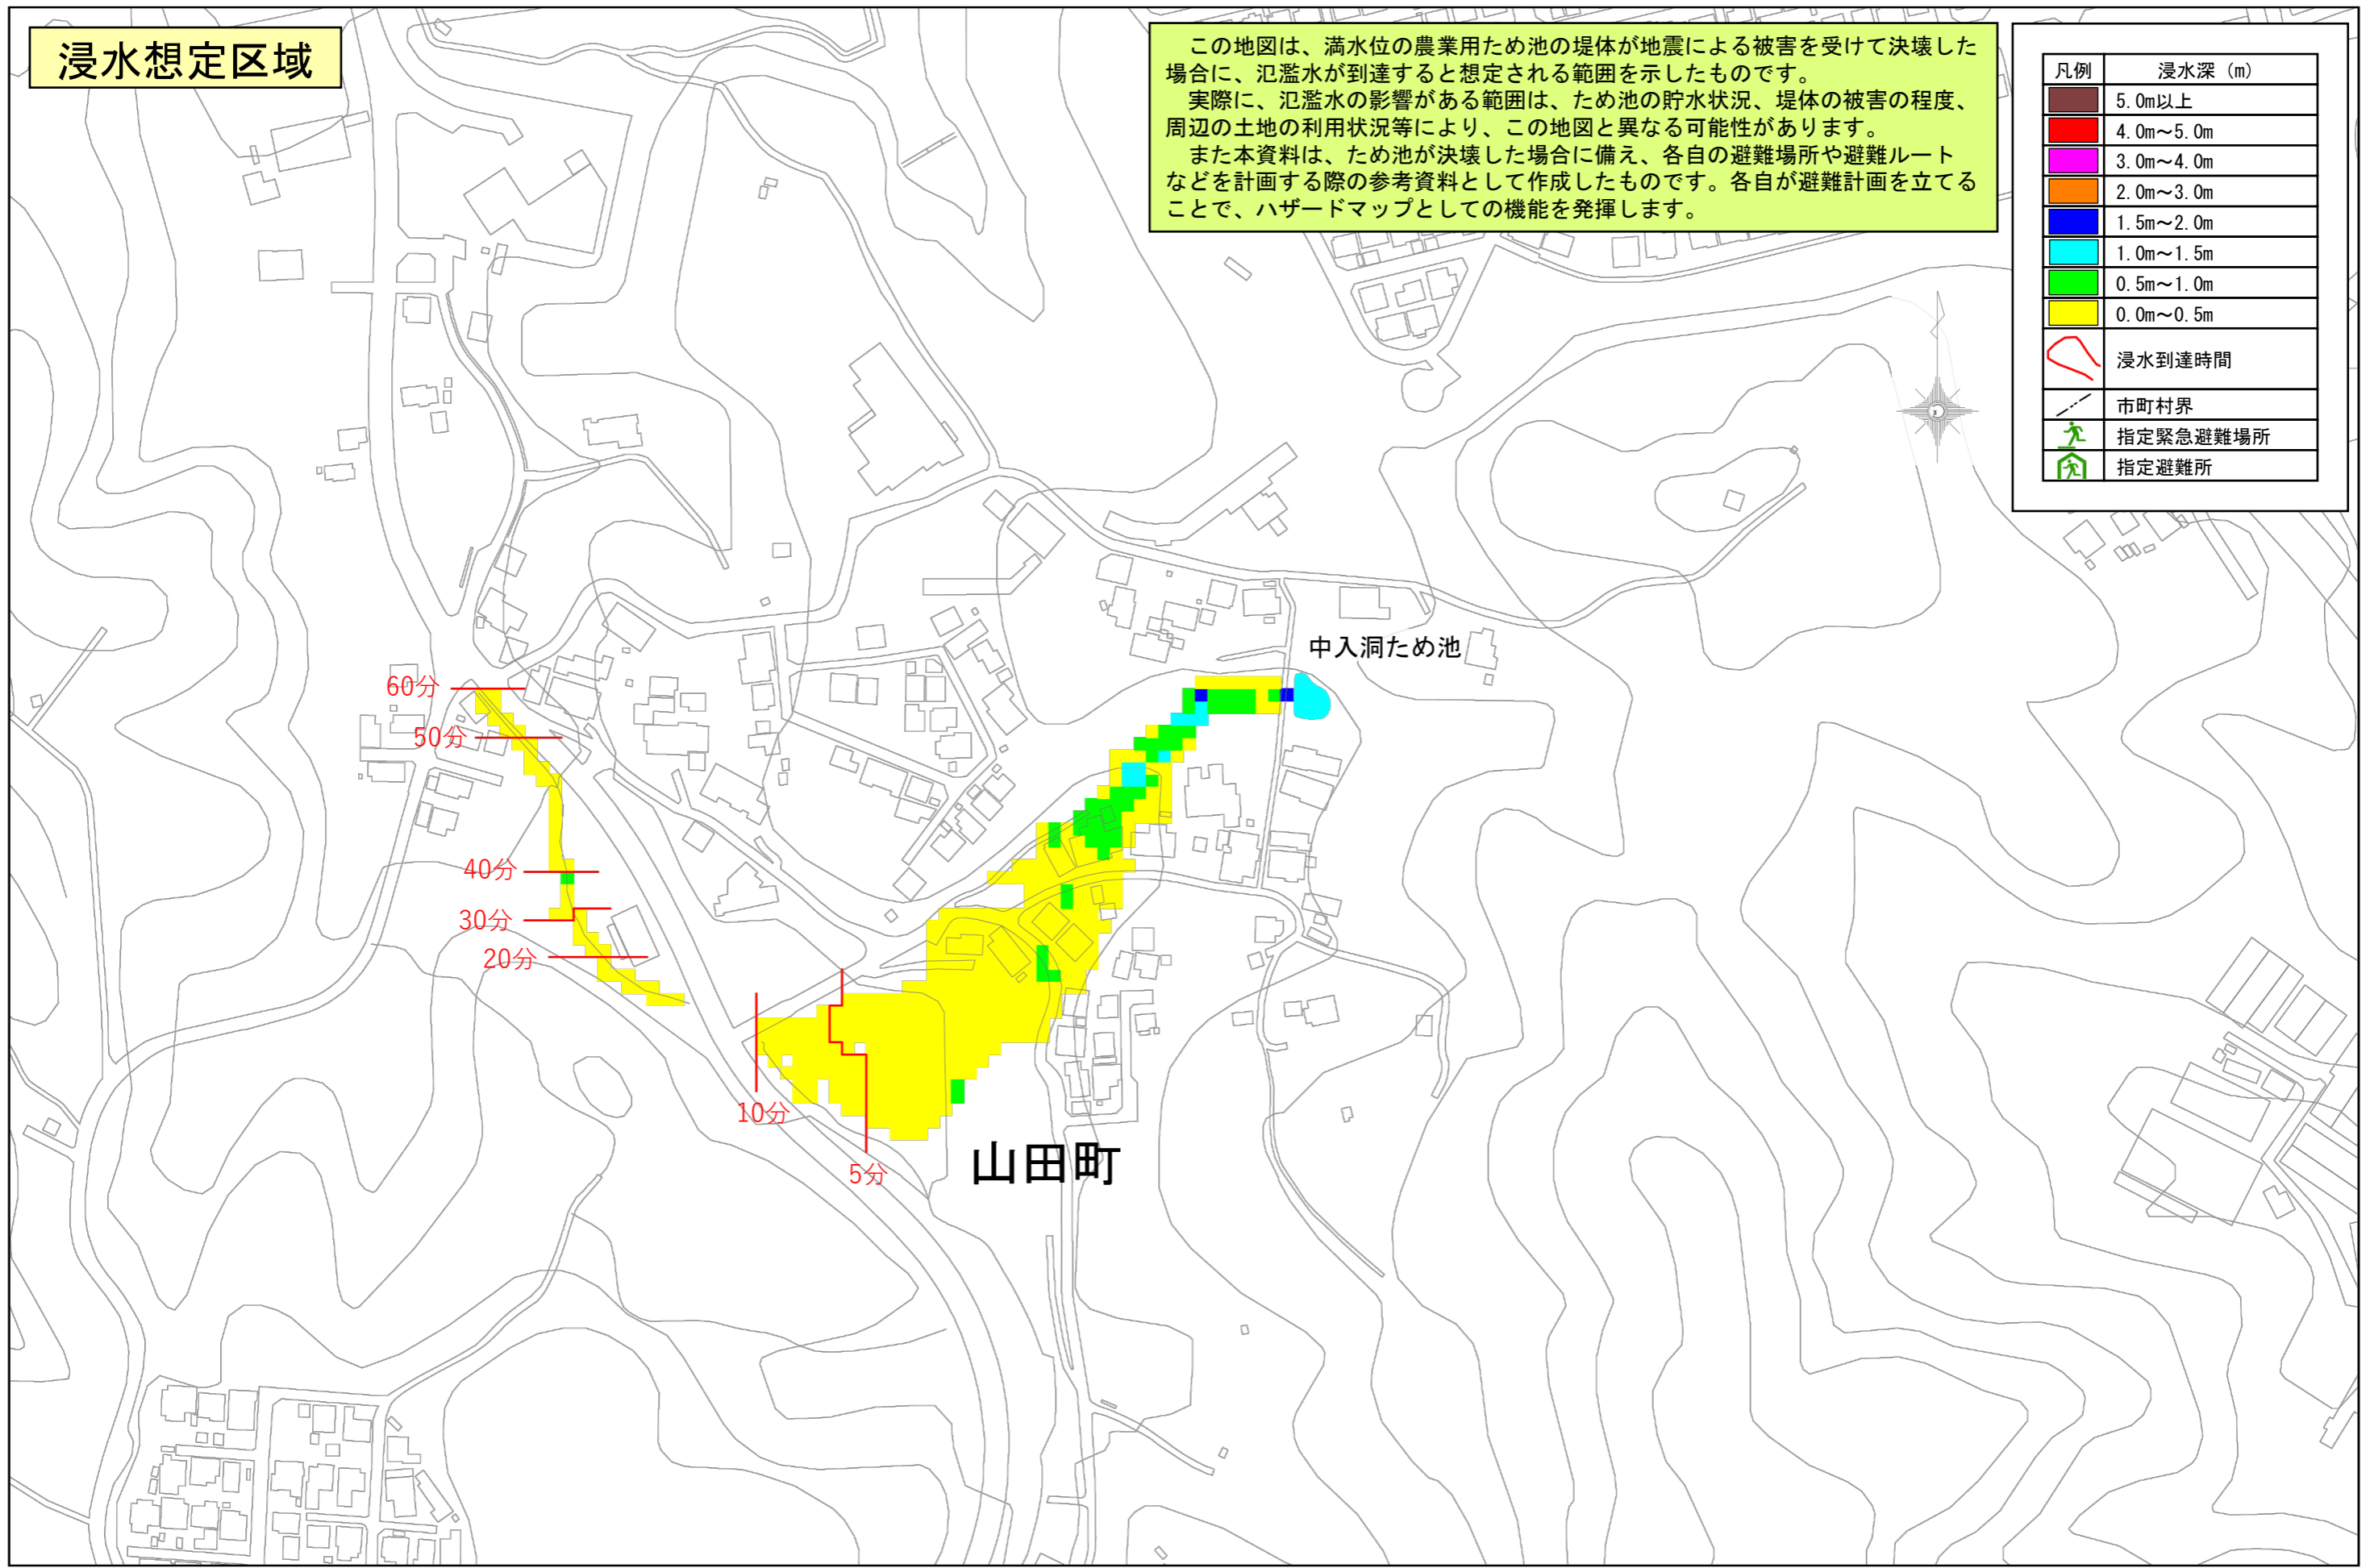 浸水想定区域
この地図は、満水位の農業用ため池の堤体が地震による被害を受けて決壊した
場合に、氾濫水が到達すると想定される範囲を示したものです。
実際に、氾濫水の影響がある範囲は、ため池の貯水状況、堤体の被害の程度、
周辺の土地の利用状況等により、この地図と異なる可能性があります。
また本資料は、ため池が決壊した場合に備え、各自の避難場所や避難ルート
などを計画する際の参考資料として作成したものです。各自が避難計画を立てる
ことで、ハザードマップとしての機能を発揮します。
凡例 浸水深（m）
5.0m以上
4.0m～5.0m
3.0m～4.0m
2.0m～3.0m
1.5m～2.0m
1.0m～1.5m
0.5m～1.0m
0.0m～0.5m
浸水到達時間
市町村界
指定緊急避難場所
指定避難所
中入洞ため池
60分
50分
40分
30分
20分
10分
5分
山田町